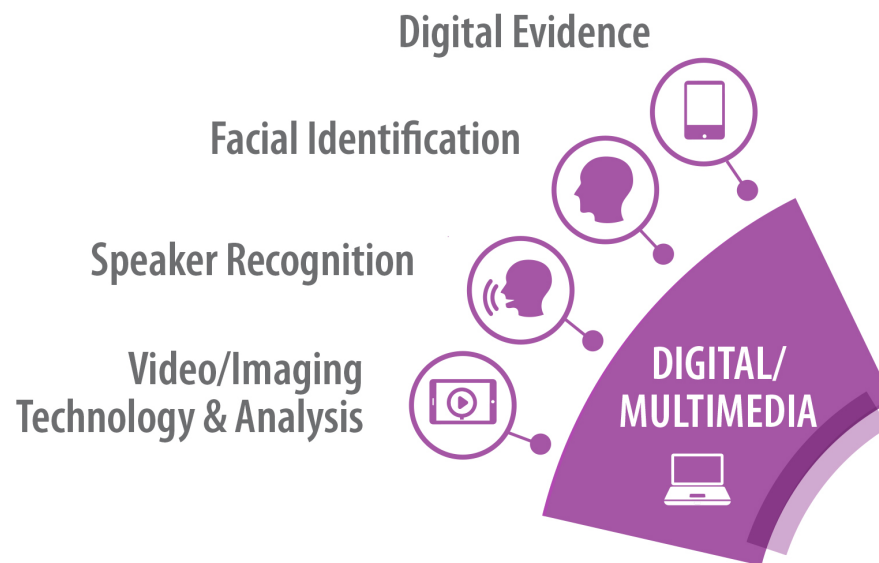 Digital Evidence
Facial Identification
Speaker Recognition
Video/Imaging
Technology & Analysis
DIGITAL/
MULTIMEDIA